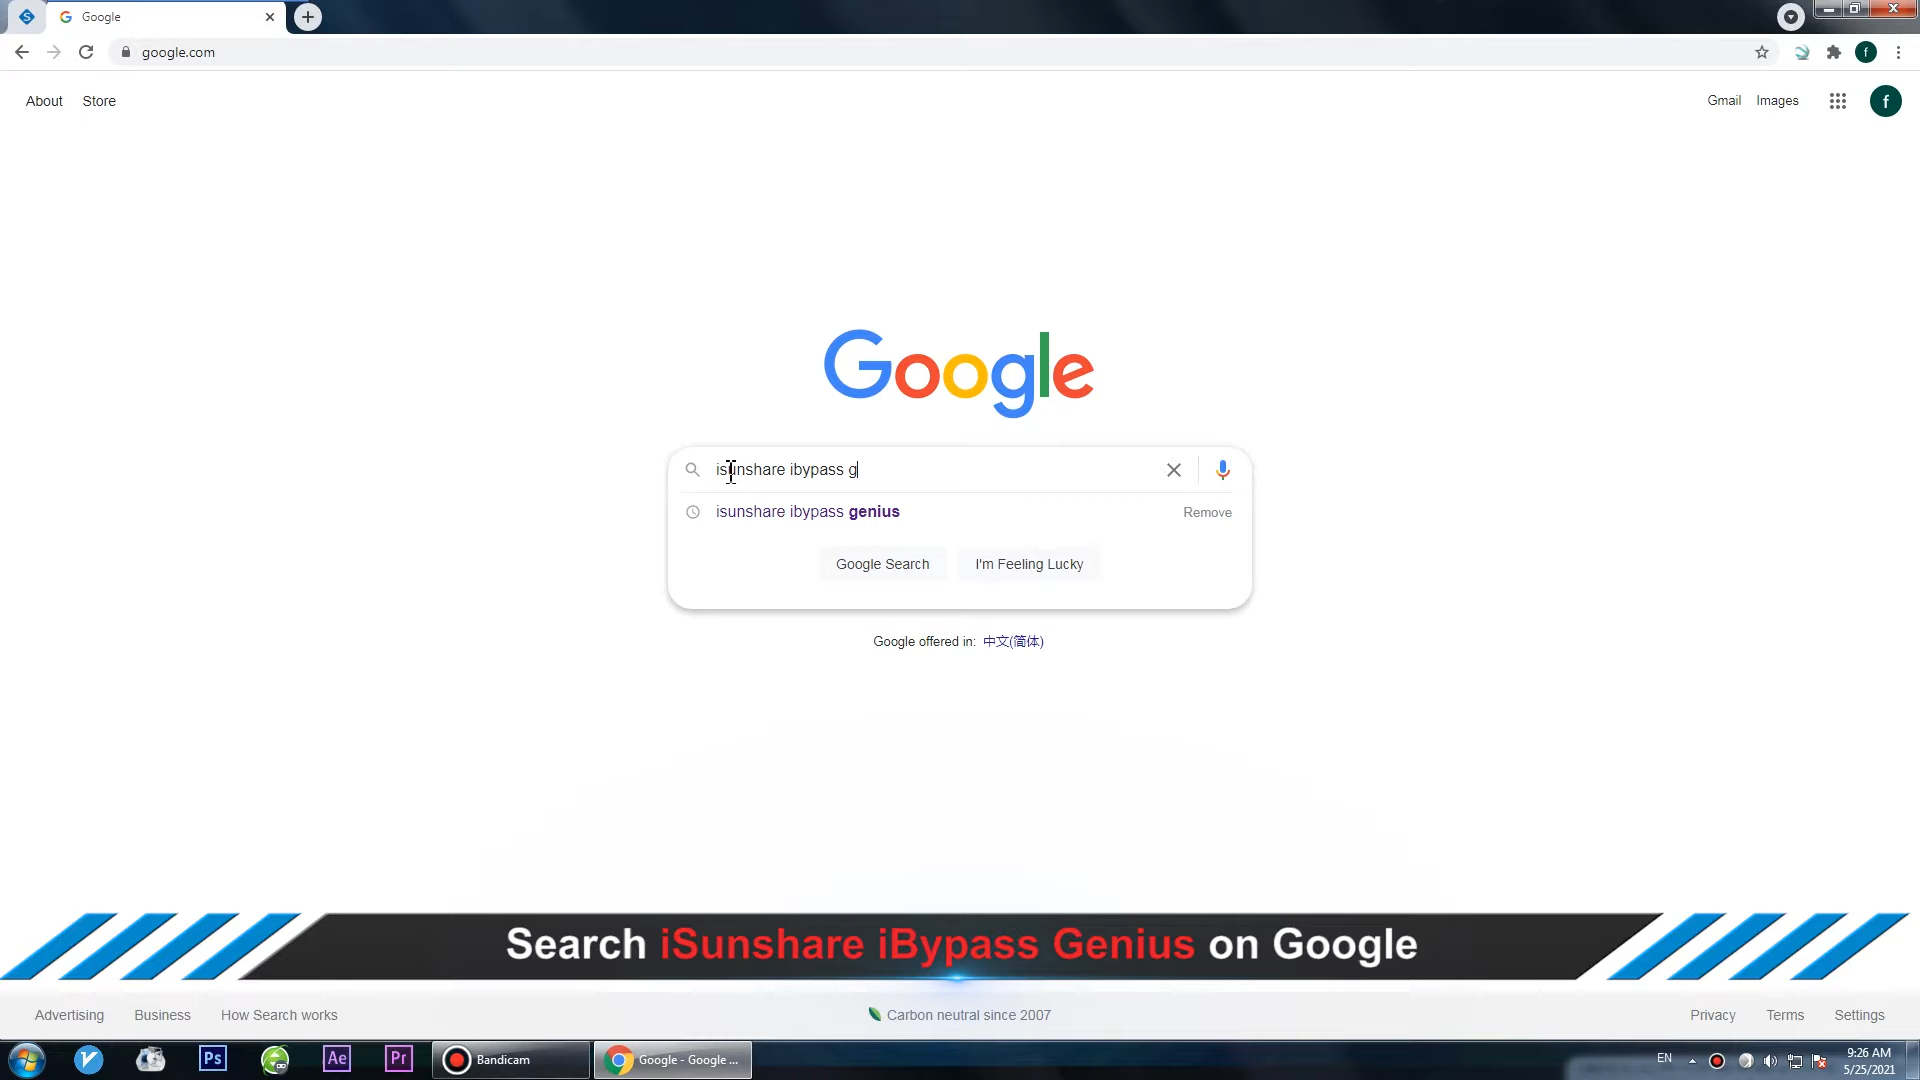 Google
google.com
About Store
Gmail Images
f
f
Google
isunshare ibypass g
isunshare ibypass genius
Remove
Google Search I'm Feeling Lucky
Google offered in: 中文(简体)
Search iSunshare iBypass Genius on Google
Advertising Business How Search works
Carbon neutral since 2007
Privacy Terms Settings
Ps
Ae
Pr
Bandicam
Google - Google ...
EN
9:26 AM
5/25/2021